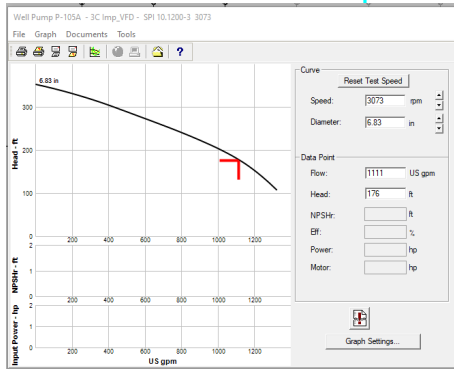 Well Pump P-105A - 3C Imp_VFD - SPI 10.1200-3 3073
File Graph Documents Tools
?
6.83 in
Head - ft
300
200
100
0
200 400 600 800 1000 1200
NPSHr - ft
2
1
0
200 400 600 800 1000 1200
Input Power - hp
2
1
0
200 400 600 800 1000 1200
US gpm
Curve
Reset Test Speed
Speed: 3073 rpm
Diameter: 6.83 in
Data Point
Flow: 1111 US gpm
Head: 176 ft
NPSHr: ft
Eff: %
Power: hp
Motor: hp
Graph Settings...